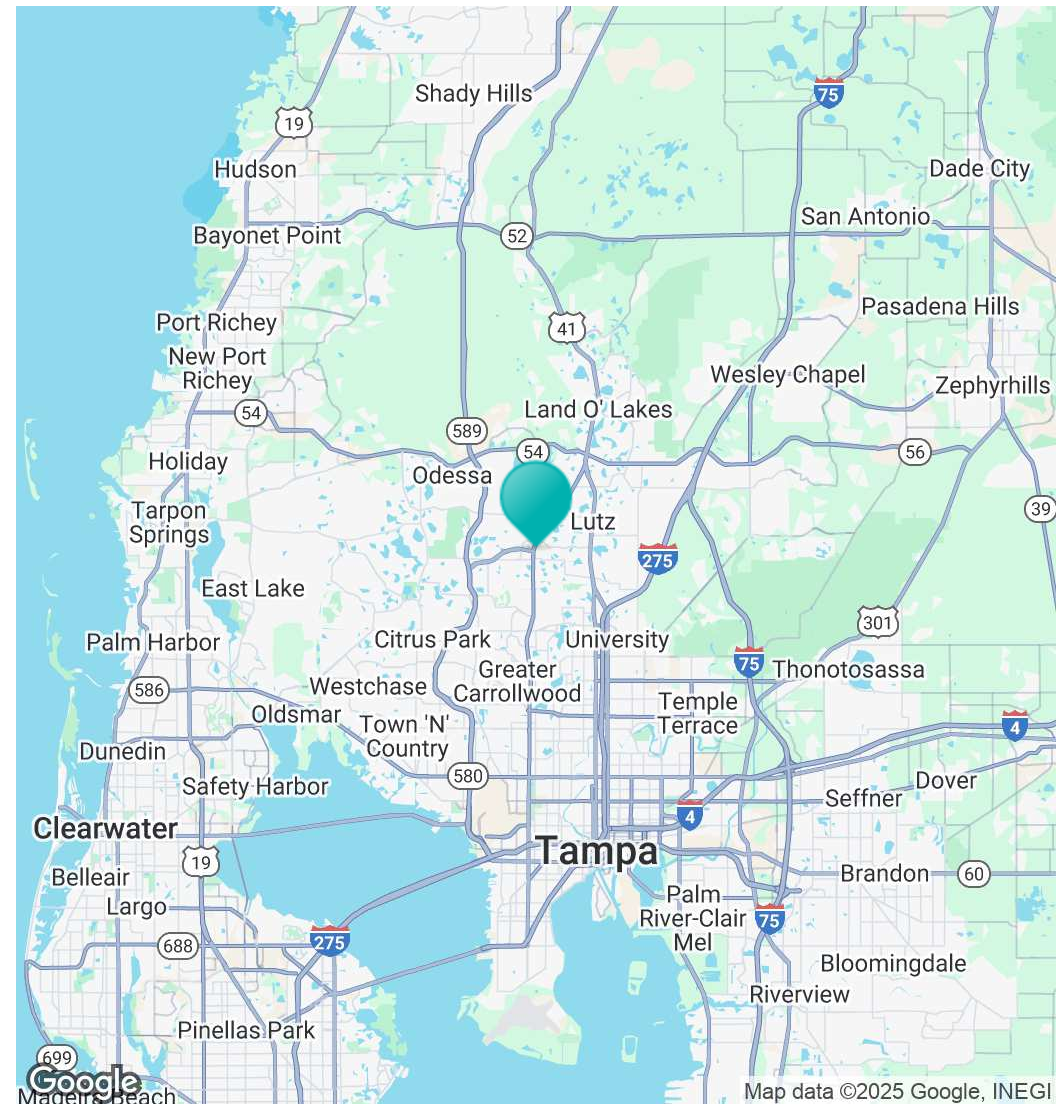 Shady Hills
75
19
Hudson
Dade City
San Antonio
Bayonet Point
52
Pasadena Hills
Port Richey
41
New Port
Richey
Wesley Chapel
Zephyrhills
54
Land O' Lakes
589
54
56
Holiday
Odessa
Tarpon
Springs
Lutz
39
275
East Lake
301
Palm Harbor
Citrus Park
University
75
Thonotosassa
Greater
Carrollwood
586
Westchase
Oldsmar
Temple
Terrace
Town 'N'
Country
4
Dunedin
580
Safety Harbor
Dover
Seffner
4
Clearwater
Tampa
19
Belleair
Brandon
60
Largo
Palm
River-Clair
Mel
75
275
688
Bloomingdale
Riverview
Pinellas Park
699
Google
Madeira Beach
Map data ©2025 Google, INEGI